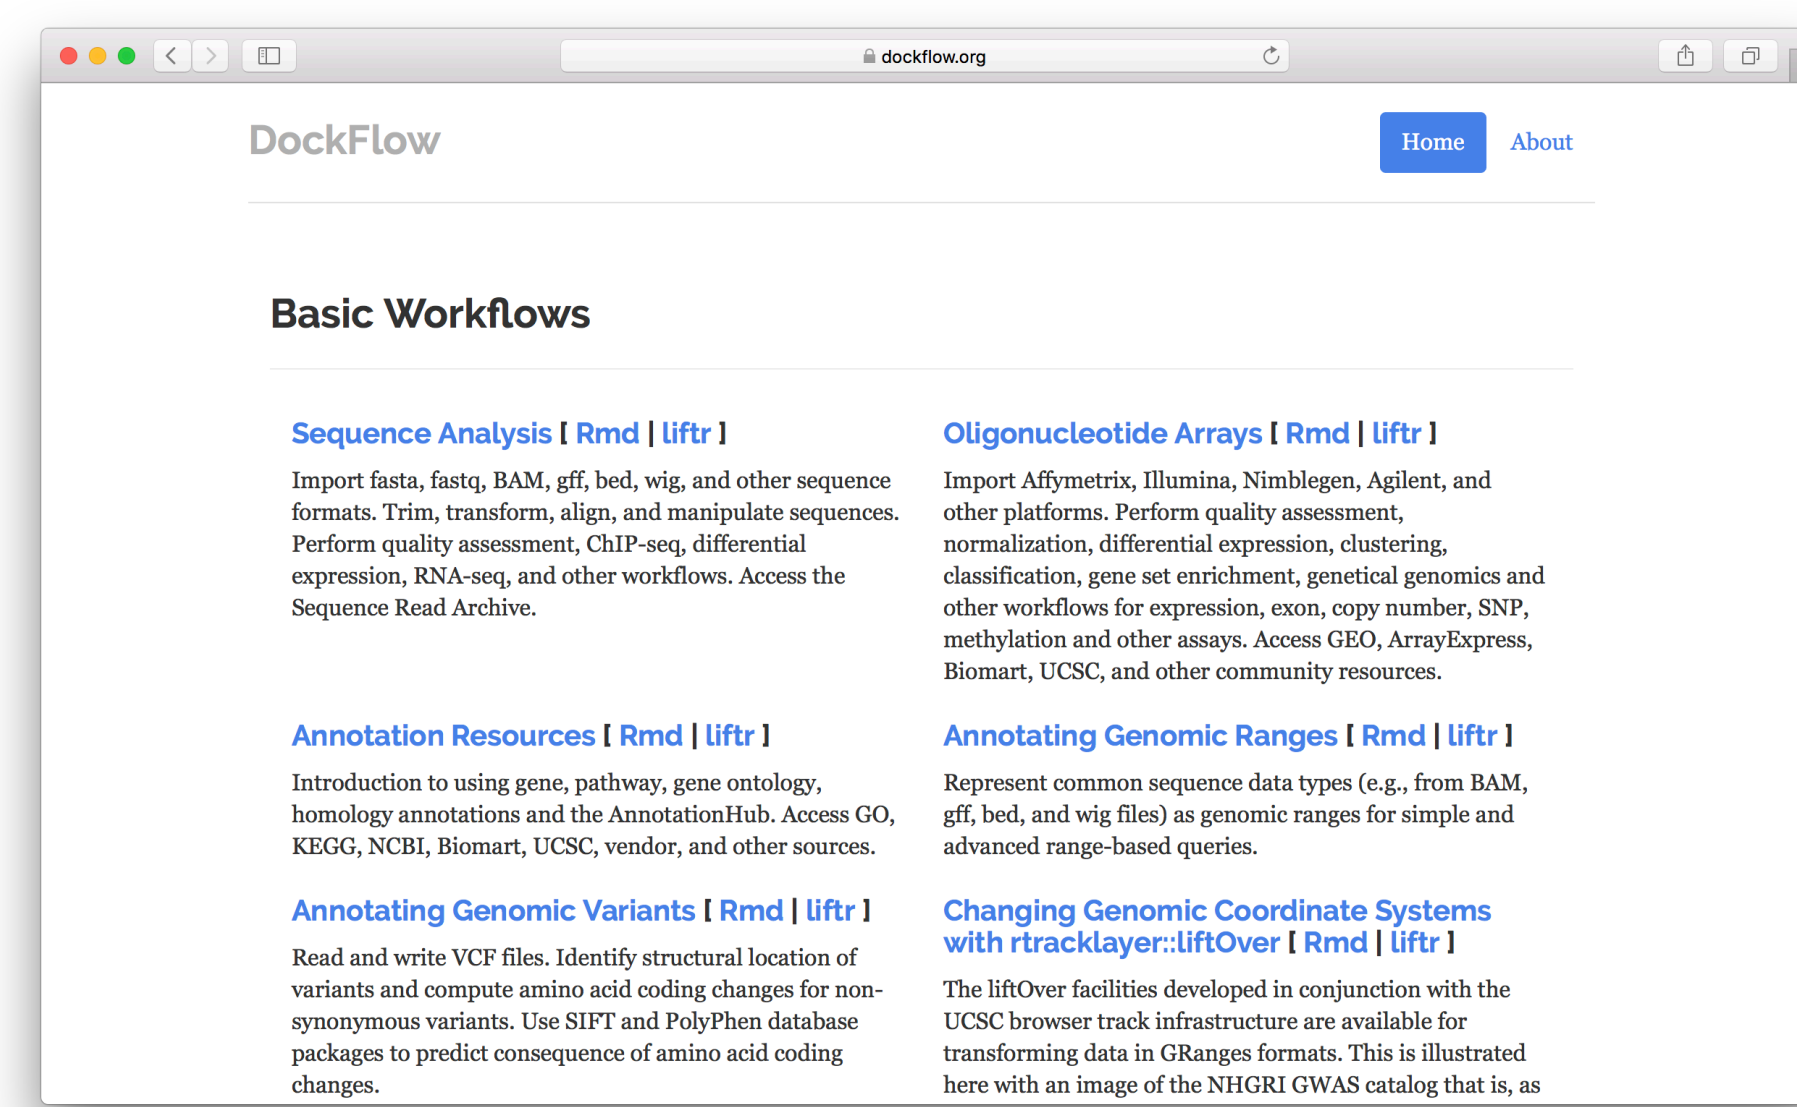 dockflow.org
DockFlow
Home
About
Basic Workflows
Sequence Analysis [ Rmd | liftr ]
Import fasta, fastq, BAM, gff, bed, wig, and other sequence
formats. Trim, transform, align, and manipulate sequences.
Perform quality assessment, ChIP-seq, differential
expression, RNA-seq, and other workflows. Access the
Sequence Read Archive.
Oligonucleotide Arrays [ Rmd | liftr ]
Import Affymetrix, Illumina, Nimblegen, Agilent, and
other platforms. Perform quality assessment,
normalization, differential expression, clustering,
classification, gene set enrichment, genetical genomics and
other workflows for expression, exon, copy number, SNP,
methylation and other assays. Access GEO, ArrayExpress,
Biomart, UCSC, and other community resources.
Annotation Resources [ Rmd | liftr ]
Introduction to using gene, pathway, gene ontology,
homology annotations and the AnnotationHub. Access GO,
KEGG, NCBI, Biomart, UCSC, vendor, and other sources.
Annotating Genomic Ranges [ Rmd | liftr ]
Represent common sequence data types (e.g., from BAM,
gff, bed, and wig files) as genomic ranges for simple and
advanced range-based queries.
Annotating Genomic Variants [ Rmd | liftr ]
Read and write VCF files. Identify structural location of
variants and compute amino acid coding changes for non-
synonymous variants. Use SIFT and PolyPhen database
packages to predict consequence of amino acid coding
changes.
Changing Genomic Coordinate Systems
with rtracklayer::liftOver [ Rmd | liftr ]
The liftOver facilities developed in conjunction with the
UCSC browser track infrastructure are available for
transforming data in GRanges formats. This is illustrated
here with an image of the NHGRI GWAS catalog that is, as